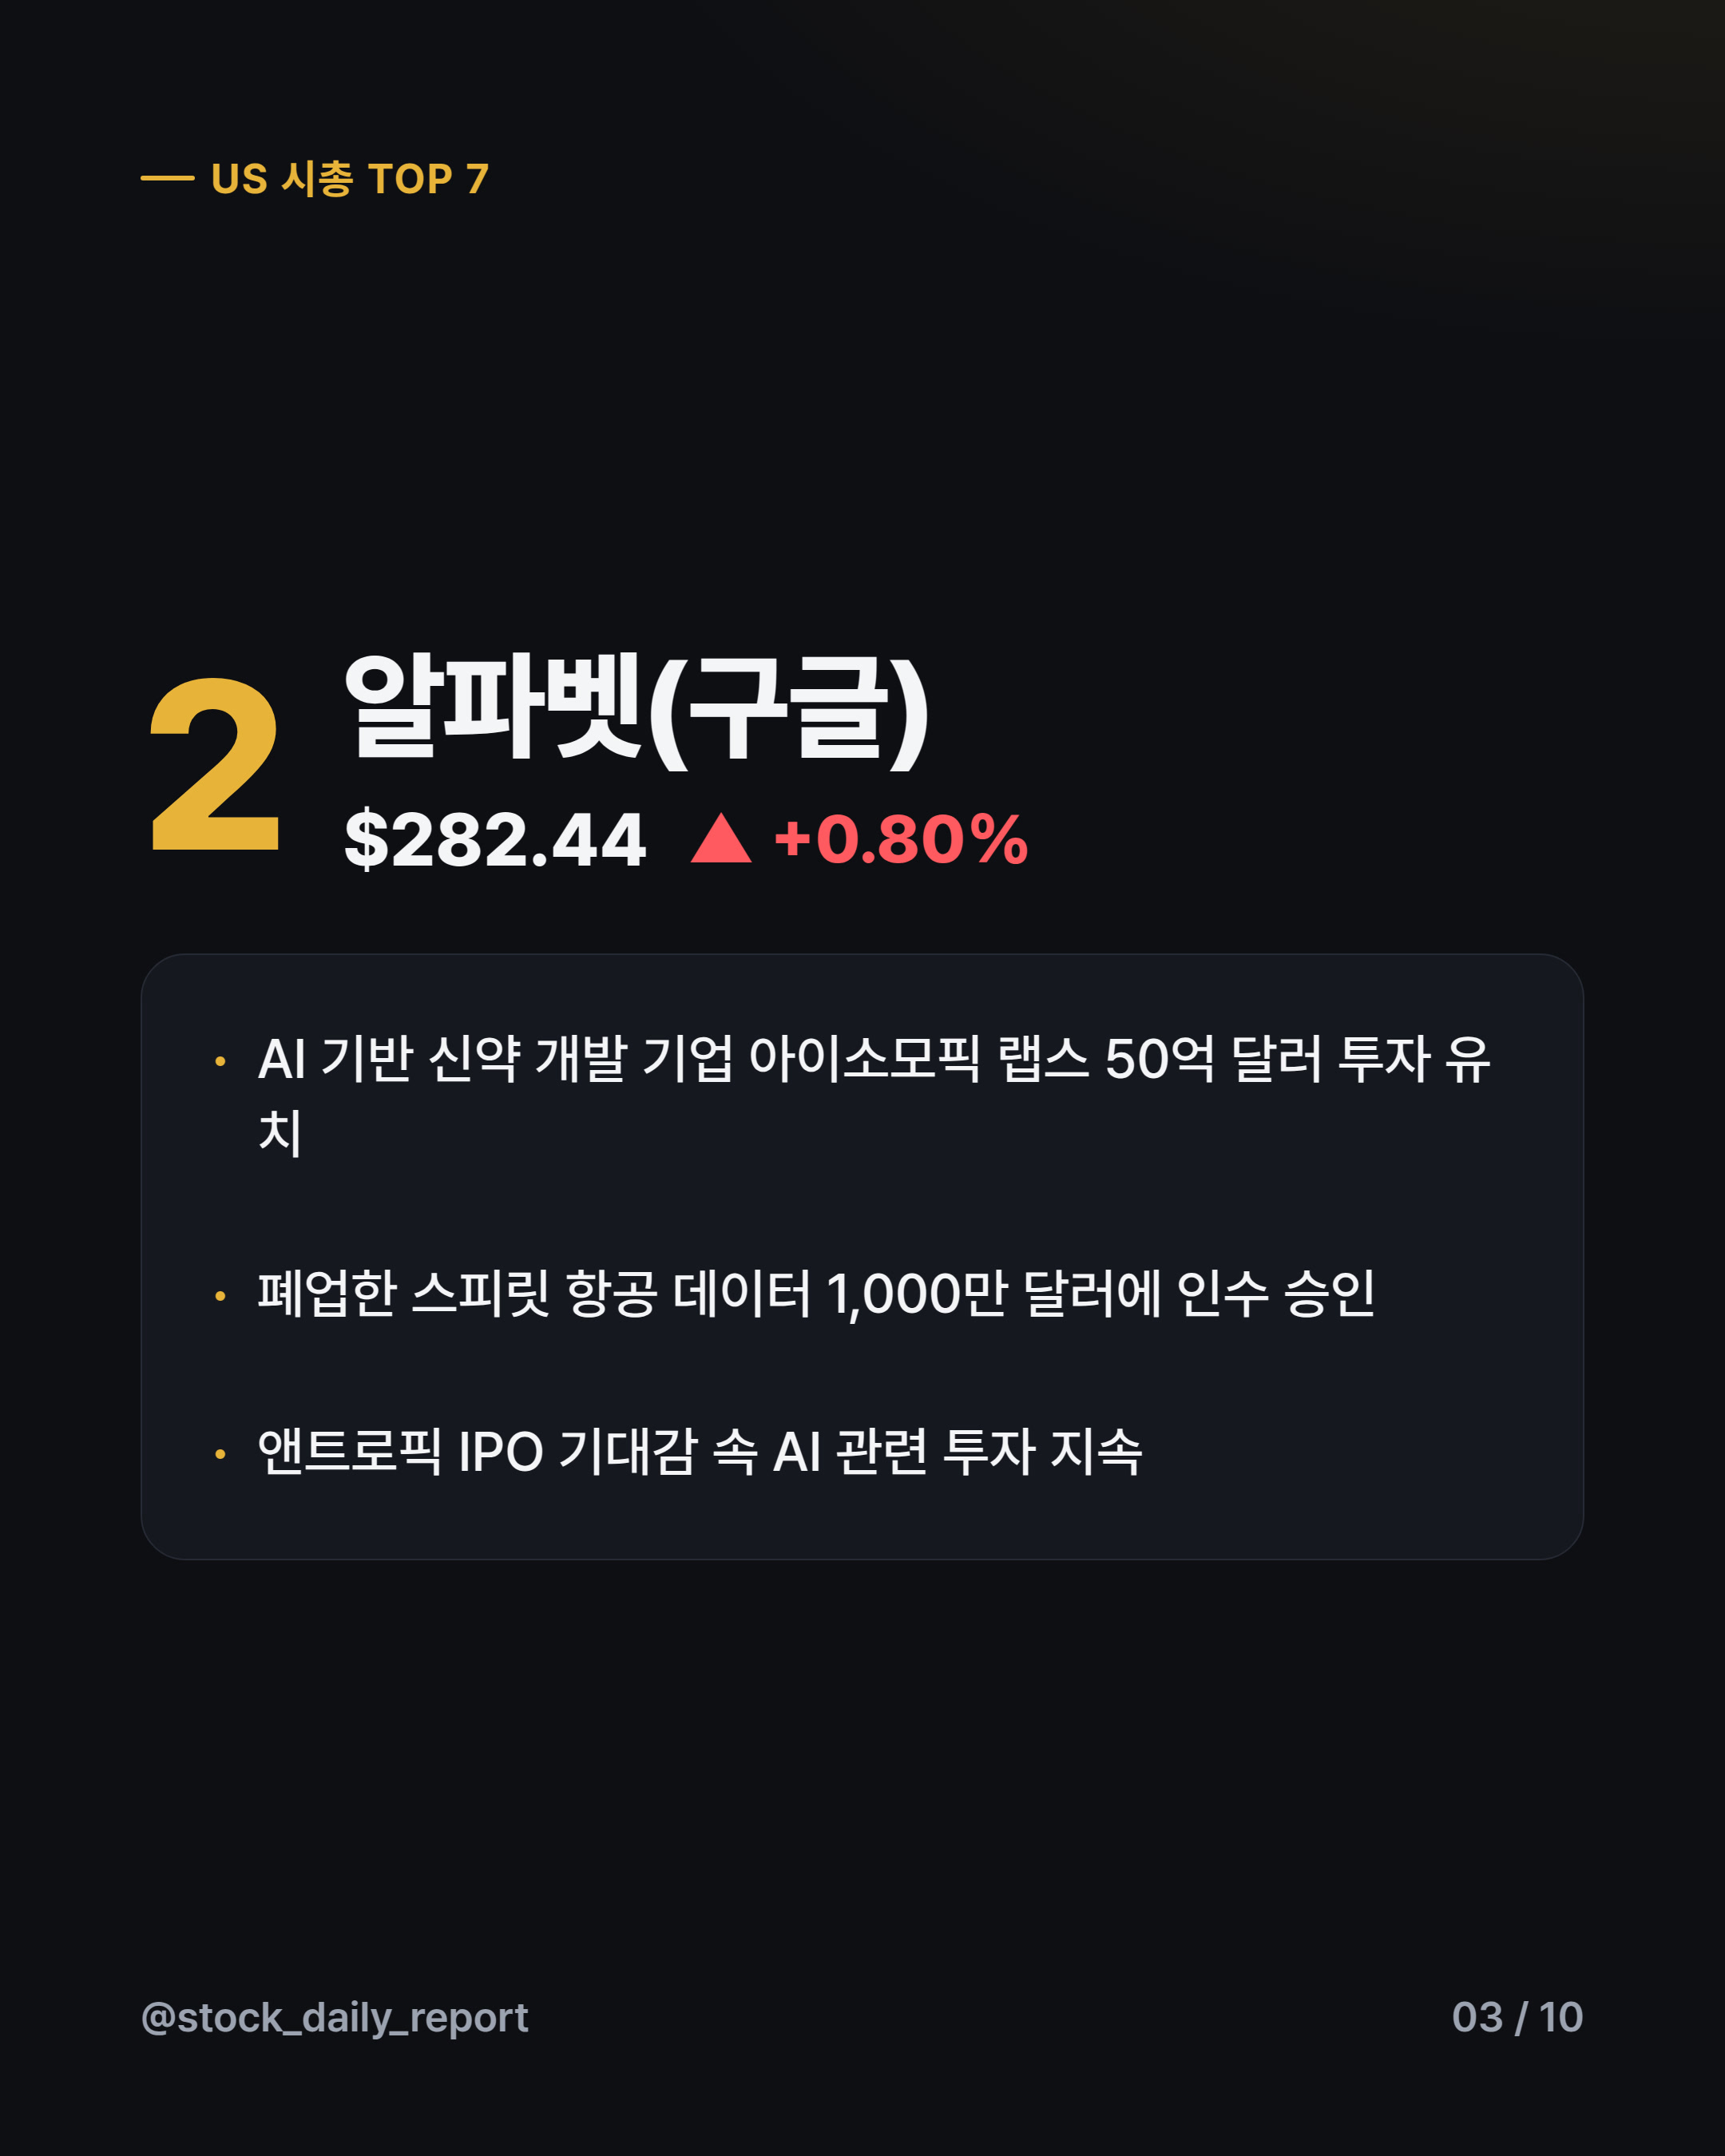 US 시총 TOP 7
2
알파벳(구글)
$282.44 ▲ +0.80%
• AI 기반 신약 개발 기업 아이소모픽 랩스 50억 달러 투자 유
치
• 폐업한 스피릿 항공 데이터 1,000만 달러에 인수 승인
• 앤트로픽 IPO 기대감 속 AI 관련 투자 지속
@stock_daily_report
03 / 10